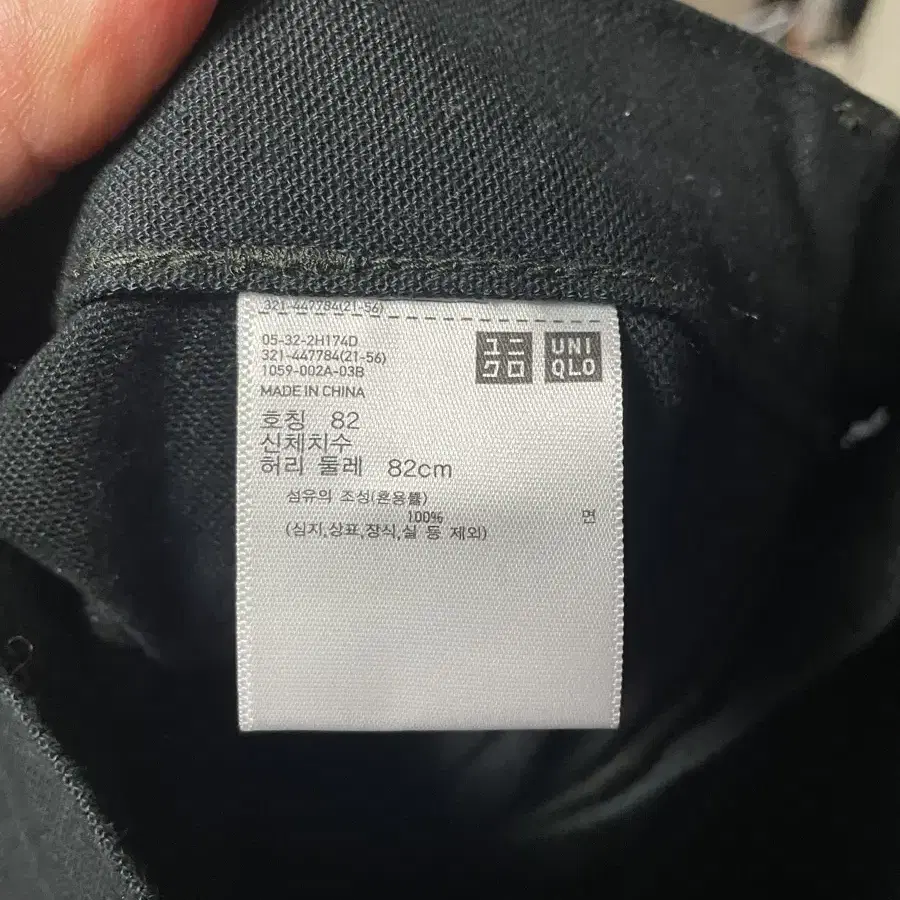 321-447784(21-56)
05-32-2H174D
321-447784(21-56)
1059-002A-03B
MADE IN CHINA
ユニ
クロ
UNI
QLO
호칭 82
신체치수
허리 둘레 82cm
섬유의 조성(혼용률)
100% 면
(심지,상표,장식,실 등 제외)